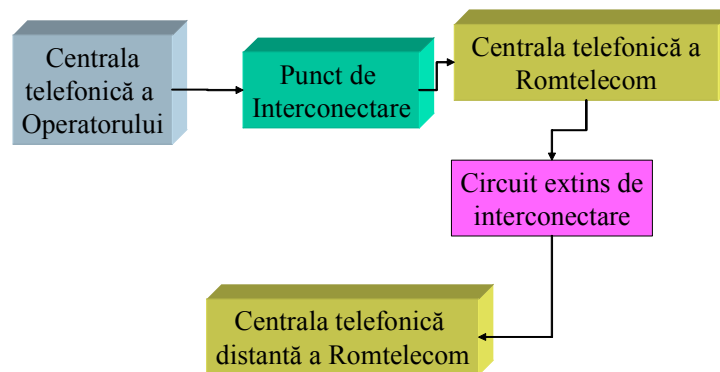 Centrala
telefonică a
Operatorului
Punct de
Interconectare
Centrala telefonică a
Romtelecom
Circuit extins de
interconectare
Centrala telefonică
distantă a Romtelecom